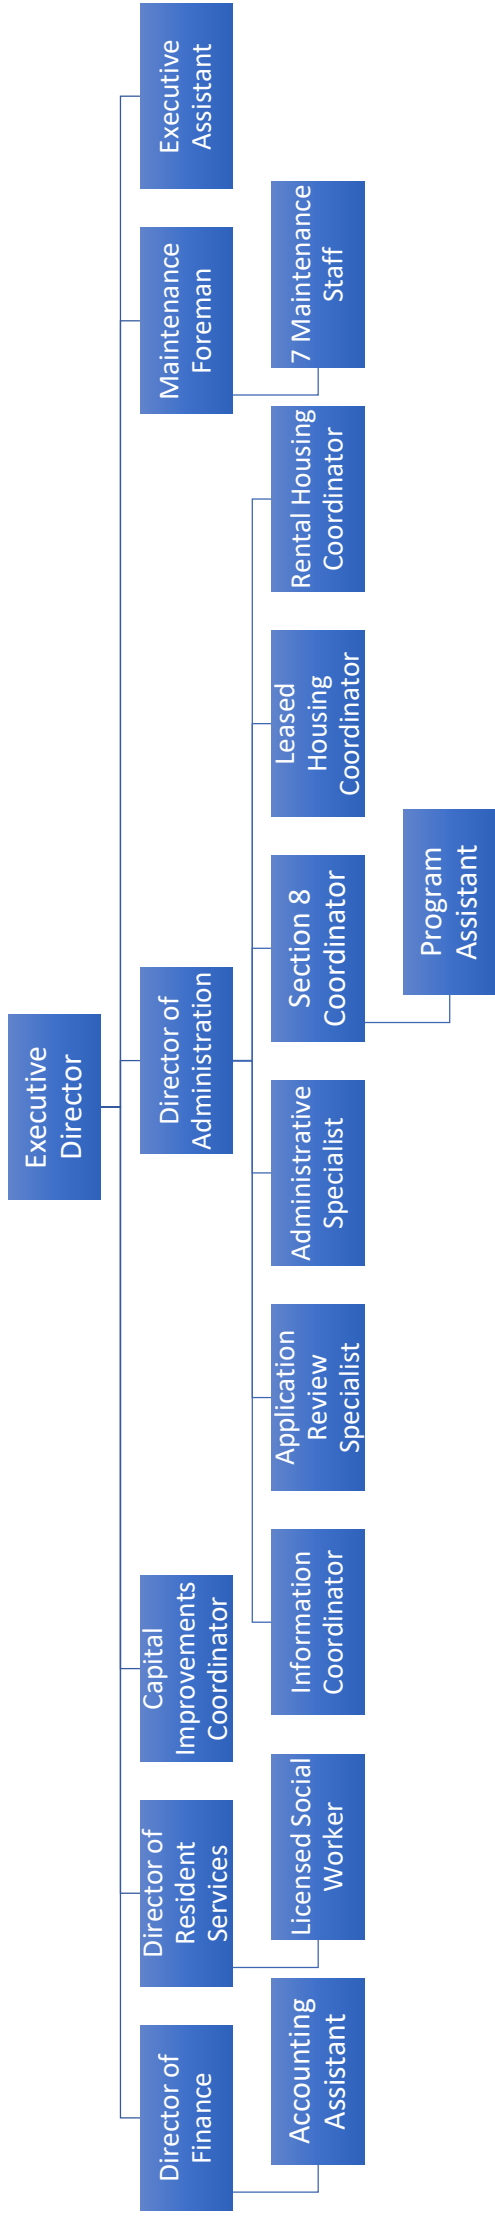 Executive
Director
Director of
Finance
Director of
Resident
Services
Capital
Improvements
Coordinator
Director of
Administration
Maintenance
Foreman
Executive
Assistant
Accounting
Assistant
Licensed Social
Worker
Information
Coordinator
Application
Review
Specialist
Administrative
Specialist
Section 8
Coordinator
Leased
Housing
Coordinator
Rental Housing
Coordinator
7 Maintenance
Staff
Program
Assistant